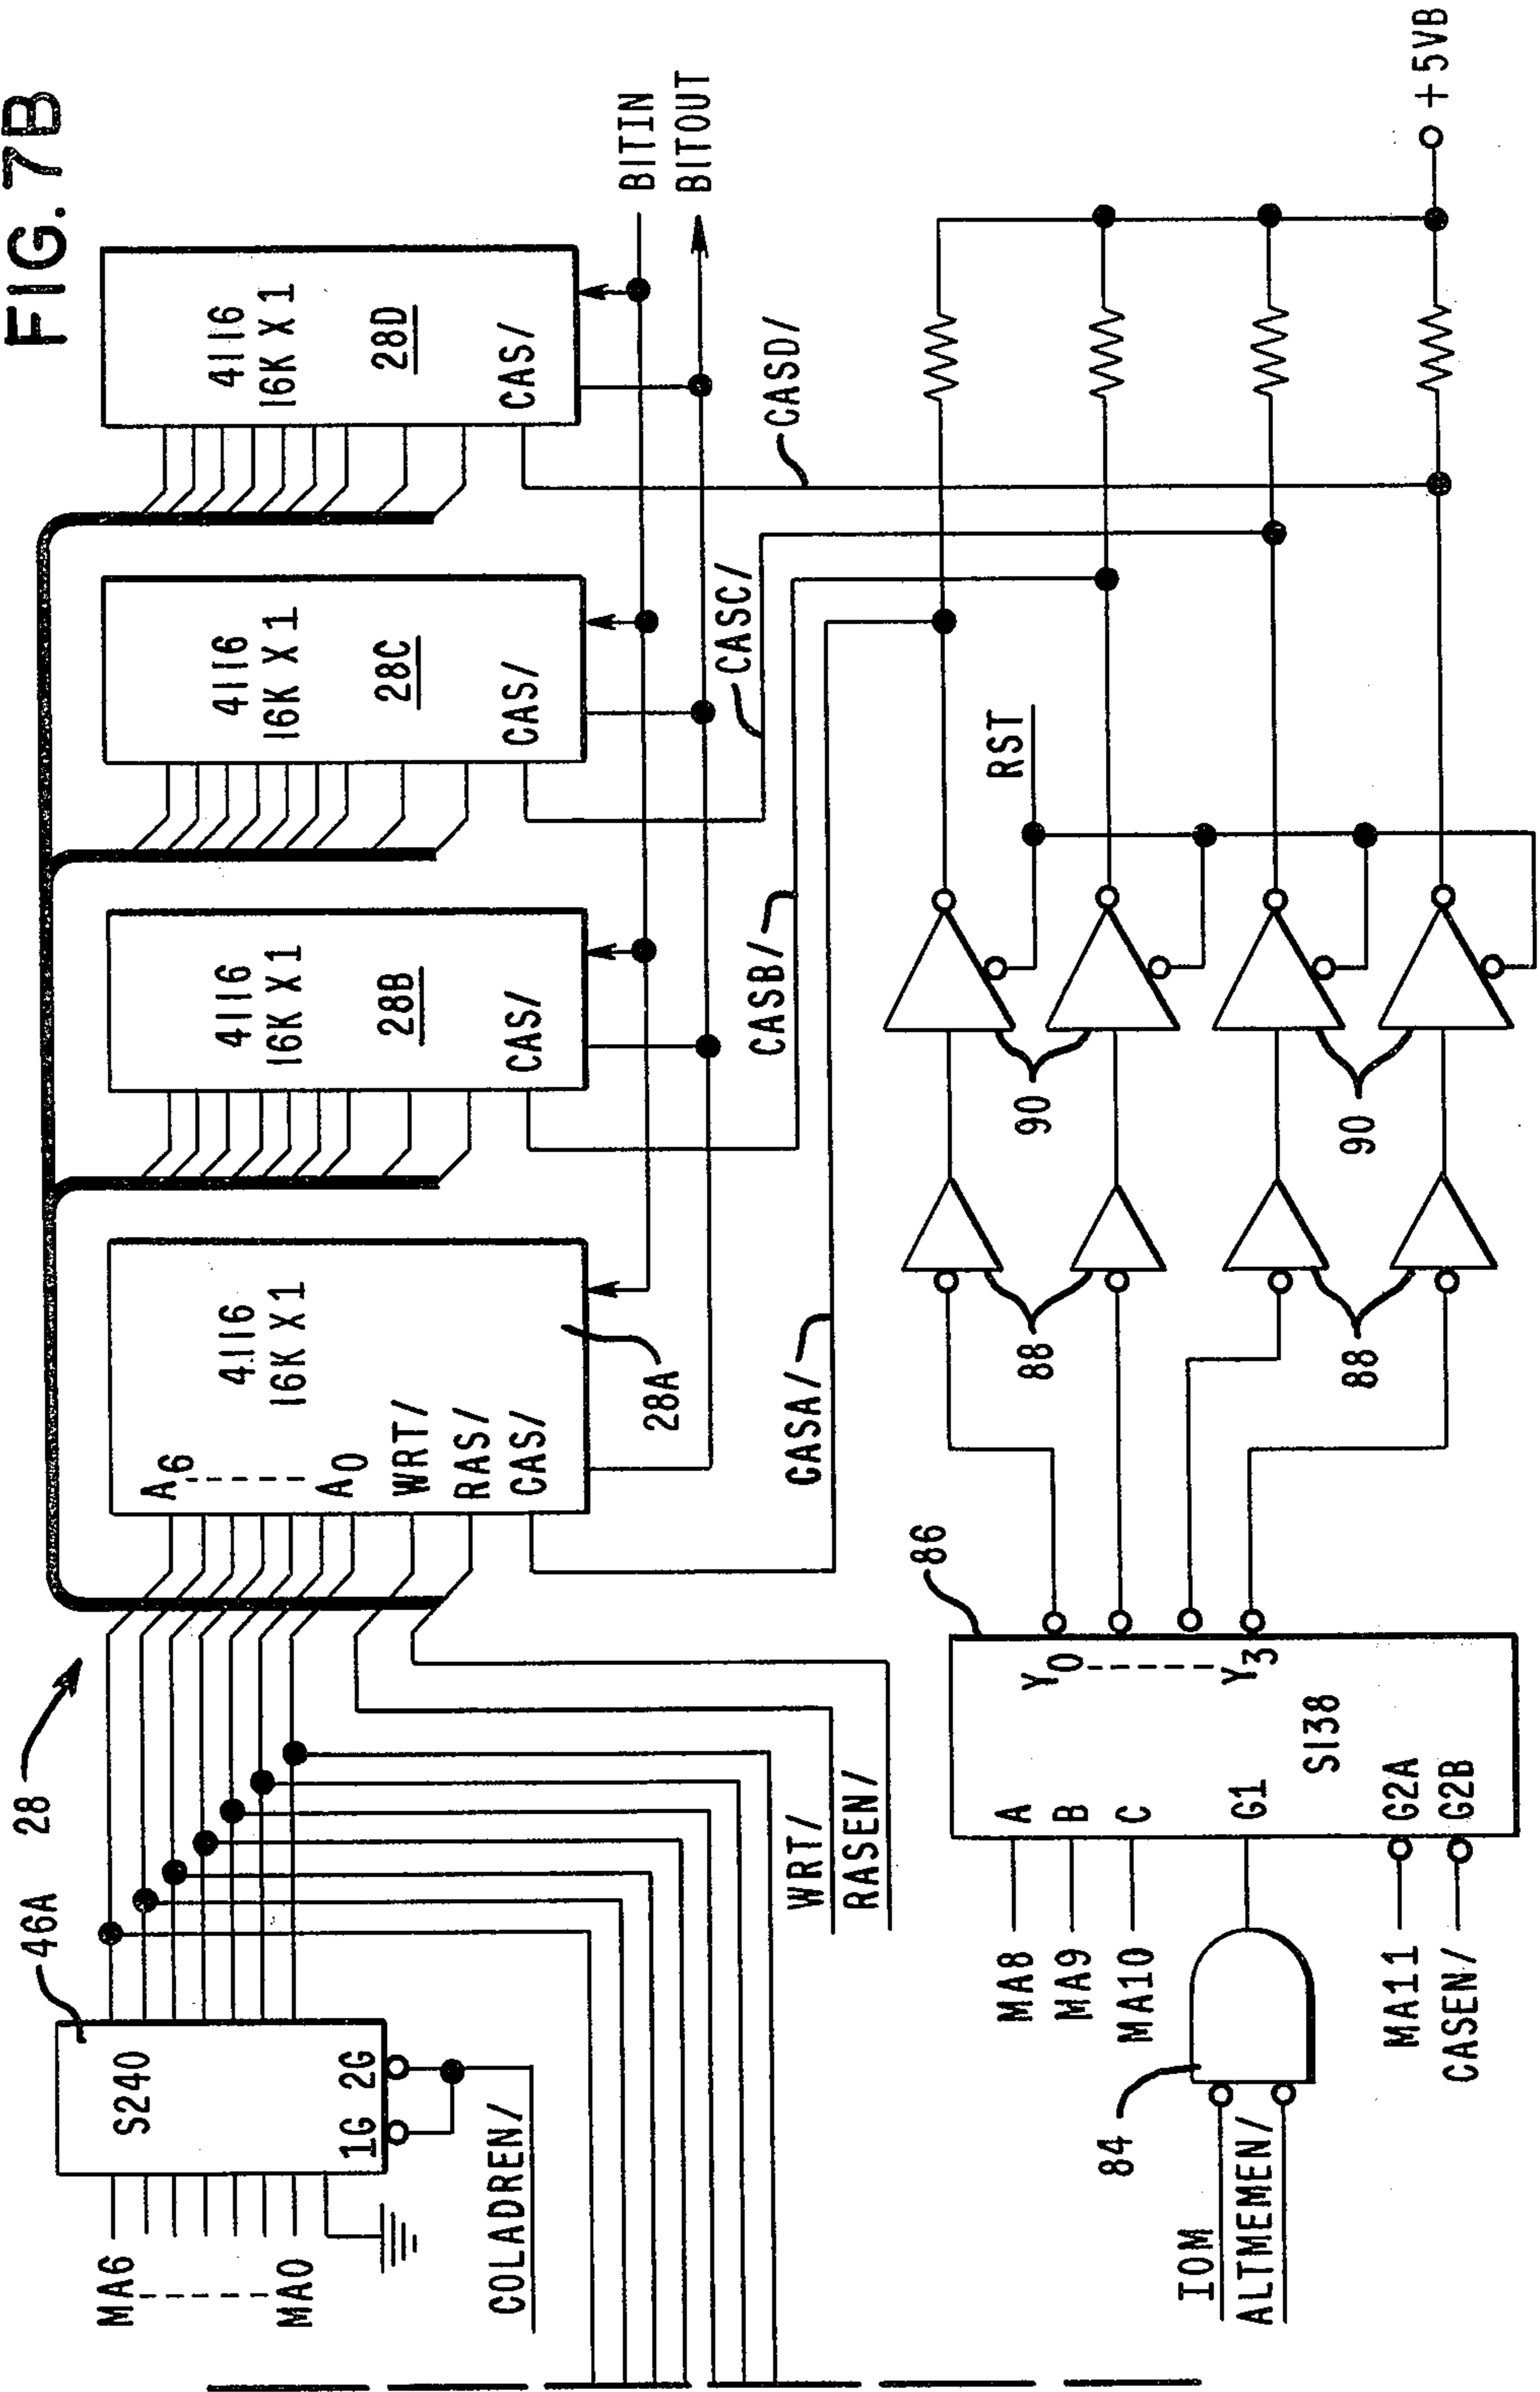 FIG. 7B
28
46A
S240
1G 2G
MA6
MA0
COLADREN/
A6
A0
WRT/
RAS/
CAS/
4116
16K X 1
28A
4116
16K X 1
28B
CAS/
4116
16K X 1
28C
CAS/
4116
16K X 1
28D
CAS/
BITIN
BITOUT
WRT/
RASEN/
CASA/
CASB/
CASC/
CASD/
IOM
ALTMEMEN/
84
MA8
MA9
MA10
MA11
CASEN/
86
A
B
C
G1
G2A
G2B
S138
Y0
Y3
88
88
90
90
RST
+5VB